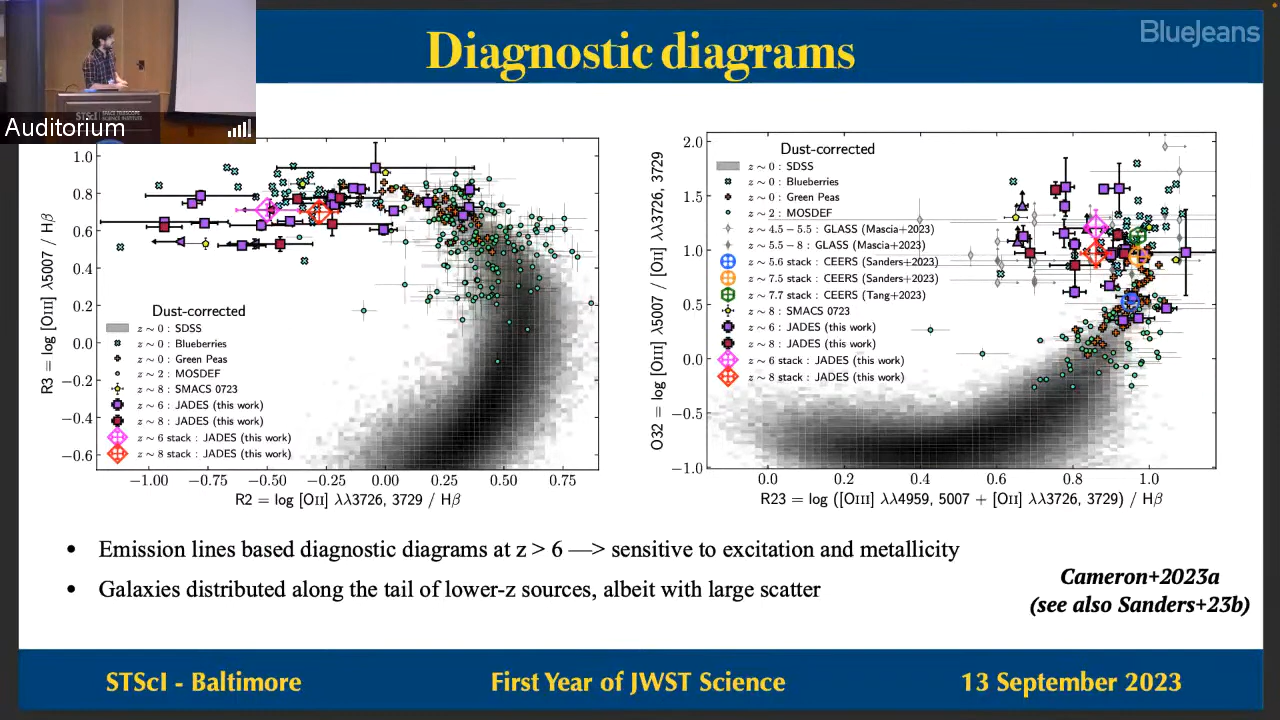 Diagnostic diagrams
BlueJeans
STScI
SPACE TELESCOPE
SCIENCE INSTITUTE
Auditorium
1.0
0.8
0.6
0.4
0.2
0.0
−0.2
−0.4
−0.6
R3 = log [OIII] λ5007 / Hβ
Dust-corrected
z ∼ 0 : SDSS
z ∼ 0 : Blueberries
z ∼ 0 : Green Peas
z ∼ 2 : MOSDEF
z ∼ 8 : SMACS 0723
z ∼ 6 : JADES (this work)
z ∼ 8 : JADES (this work)
z ∼ 6 stack : JADES (this work)
z ∼ 8 stack : JADES (this work)
−1.00 −0.75 −0.50 −0.25 0.00 0.25 0.50 0.75
R2 = log [OII] λλ3726, 3729 / Hβ
2.0
1.5
1.0
0.5
0.0
−0.5
−1.0
O32 = log [OIII] λ5007 / [OII] λλ3726, 3729
Dust-corrected
z ∼ 0 : SDSS
z ∼ 0 : Blueberries
z ∼ 0 : Green Peas
z ∼ 2 : MOSDEF
z ∼ 4.5 − 5.5 : GLASS (Mascia+2023)
z ∼ 5.5 − 8 : GLASS (Mascia+2023)
z ∼ 5.6 stack : CEERS (Sanders+2023)
z ∼ 7.5 stack : CEERS (Sanders+2023)
z ∼ 7.7 stack : CEERS (Tang+2023)
z ∼ 8 : SMACS 0723
z ∼ 6 : JADES (this work)
z ∼ 8 : JADES (this work)
z ∼ 6 stack : JADES (this work)
z ∼ 8 stack : JADES (this work)
0.0 0.2 0.4 0.6 0.8 1.0
R23 = log ([OIII] λλ4959, 5007 + [OII] λλ3726, 3729) / Hβ
• Emission lines based diagnostic diagrams at z > 6 —> sensitive to excitation and metallicity
• Galaxies distributed along the tail of lower-z sources, albeit with large scatter
Cameron+2023a
(see also Sanders+23b)
STScI - Baltimore
First Year of JWST Science
13 September 2023